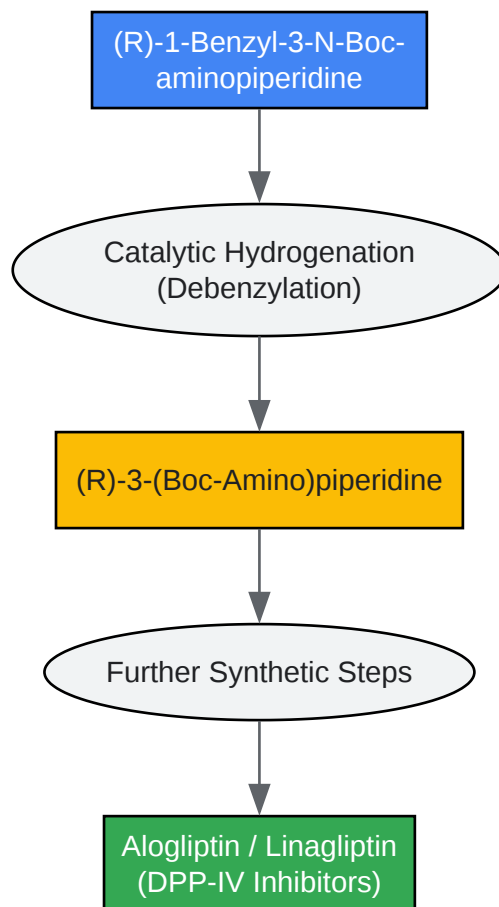 (R)-1-Benzyl-3-N-Boc-
aminopiperidine
Catalytic Hydrogenation
(Debenzylation)
(R)-3-(Boc-Amino)piperidine
Further Synthetic Steps
Alogliptin / Linagliptin
(DPP-IV Inhibitors)